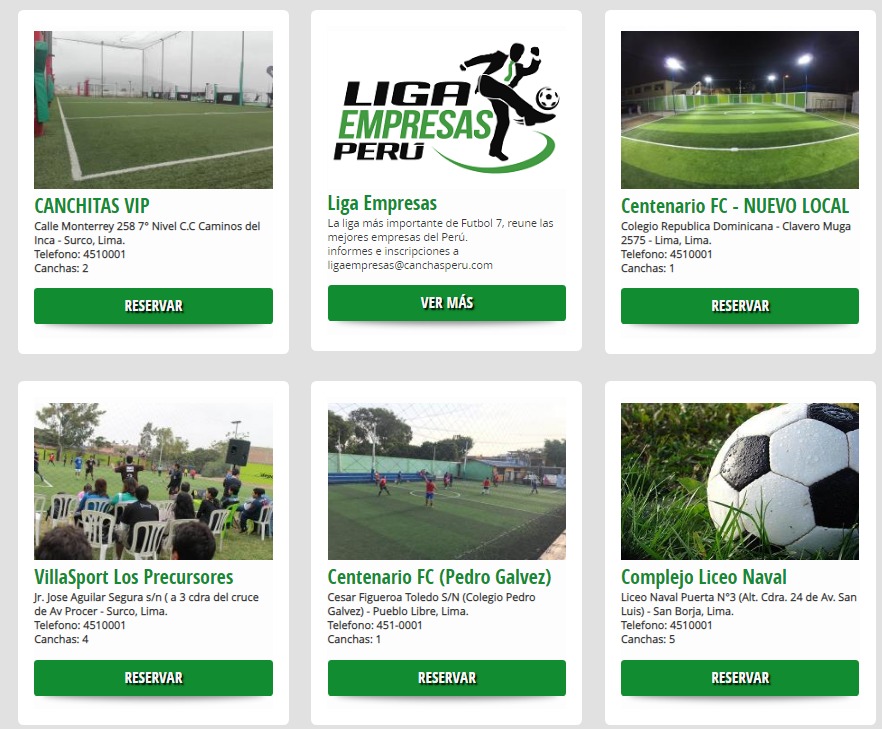 CANCHITAS VIP
Calle Monterrey 258 7° Nivel C.C Caminos del
Inca - Surco, Lima.
Telefono: 4510001
Canchas: 2
RESERVAR
LIGA
EMPRESAS
PERÚ
Liga Empresas
La liga más importante de Futbol 7, reune las
mejores empresas del Perú.
informes e inscripciones a
ligaempresas@canchasperu.com
VER MÁS
Centenario FC - NUEVO LOCAL
Colegio Republica Dominicana - Clavero Muga
2575 - Lima, Lima.
Telefono: 4510001
Canchas: 1
RESERVAR
VillaSport Los Precursores
Jr. Jose Aguilar Segura s/n ( a 3 cdra del cruce
de Av Procer - Surco, Lima.
Telefono: 4510001
Canchas: 4
RESERVAR
Centenario FC (Pedro Galvez)
Cesar Figueroa Toledo S/N (Colegio Pedro
Galvez) - Pueblo Libre, Lima.
Telefono: 451-0001
Canchas: 1
RESERVAR
Complejo Liceo Naval
Liceo Naval Puerta N°3 (Alt. Cdra. 24 de Av. San
Luis) - San Borja, Lima.
Telefono: 4510001
Canchas: 5
RESERVAR